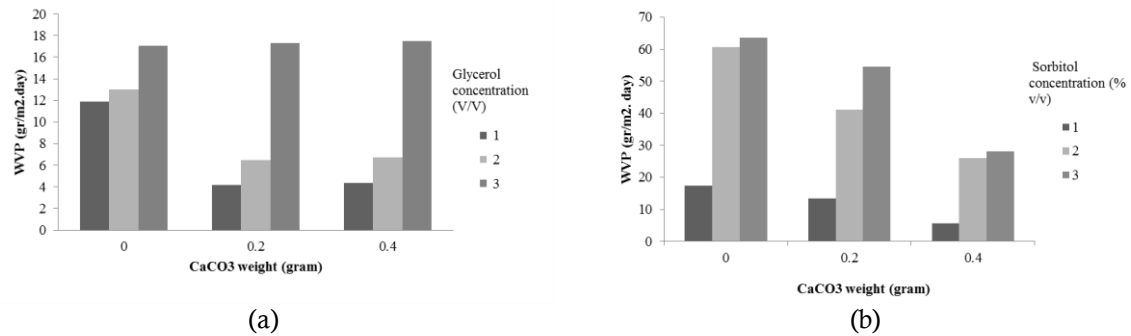 20
18
16
14
12
10
8
6
4
2
0
WVP (gr/m2.day)
0
0.2
0.4
CaCO3 weight (gram)
Glycerol
concentration
(V/V)
1
2
3
(a)
70
60
50
40
30
20
10
0
WVP (gr/m2. day)
0
0.2
0.4
CaCO3 weight (gram)
Sorbitol
concentration (%
v/v)
1
2
3
(b)